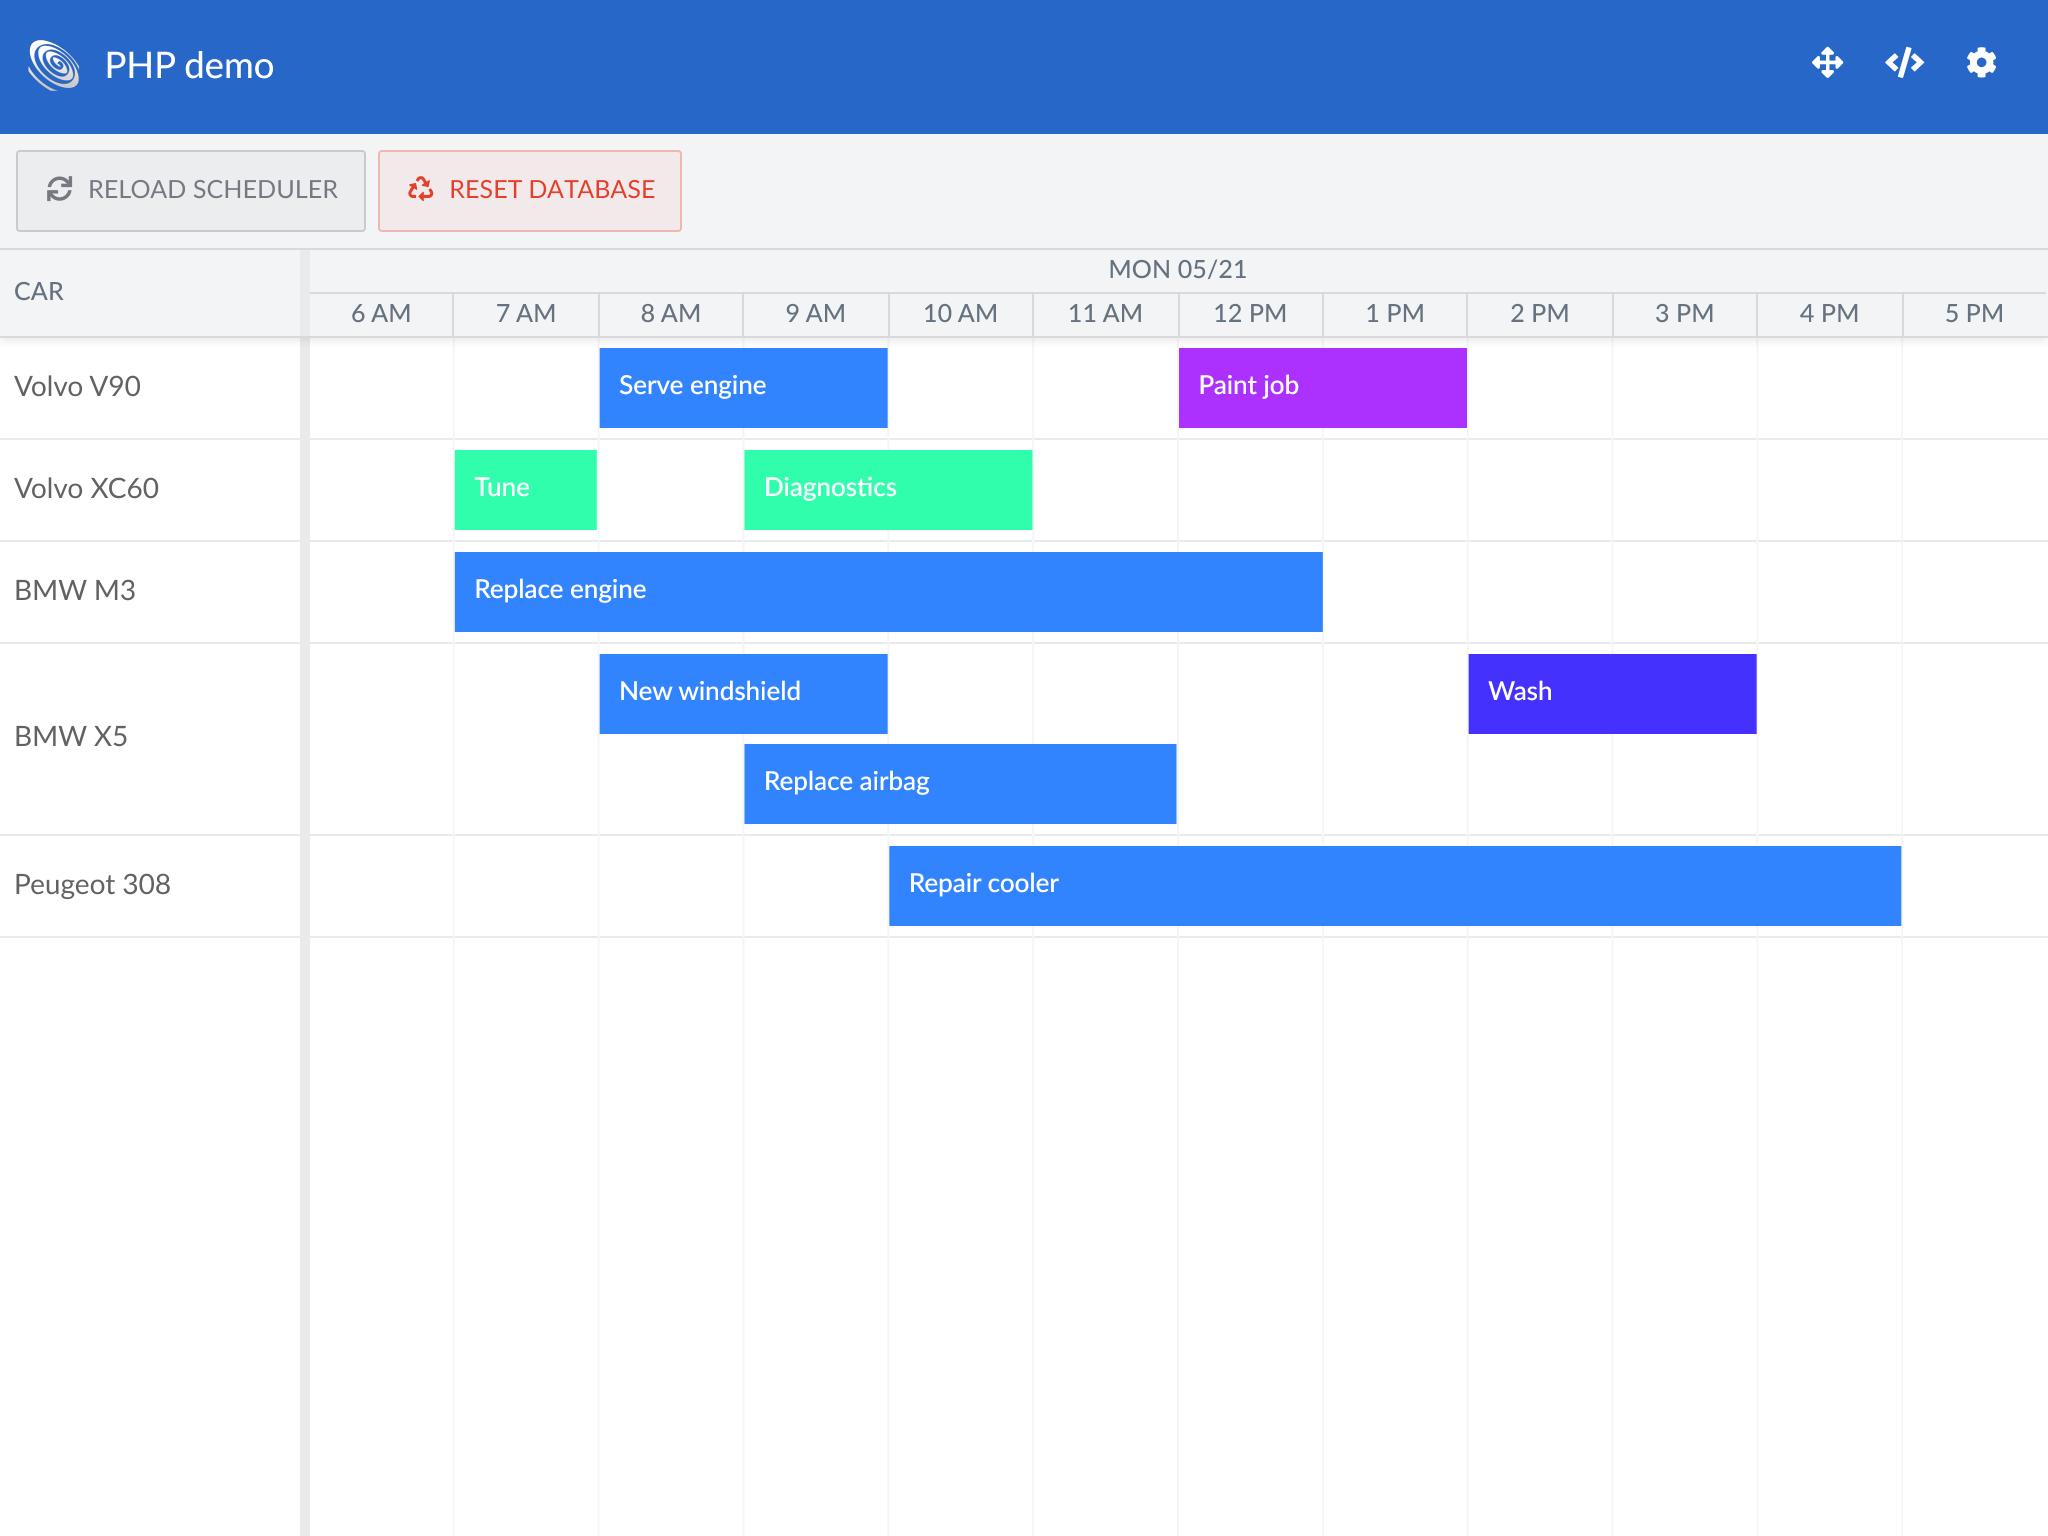 PHP demo
RELOAD SCHEDULER
RESET DATABASE
CAR
MON 05/21
6 AM
7 AM
8 AM
9 AM
10 AM
11 AM
12 PM
1 PM
2 PM
3 PM
4 PM
5 PM
Volvo V90
Serve engine
Paint job
Volvo XC60
Tune
Diagnostics
BMW M3
Replace engine
BMW X5
New windshield
Wash
Replace airbag
Peugeot 308
Repair cooler